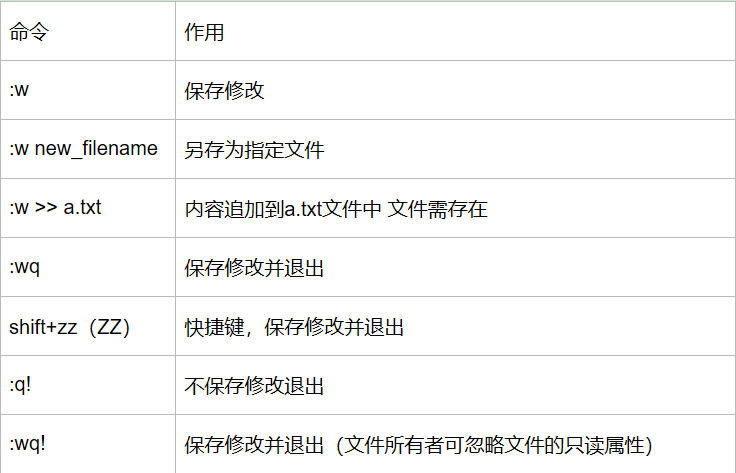 命令 作用
:w 保存修改
:w new_filename 另存为指定文件
:w >> a.txt 内容追加到a.txt文件中 文件需存在
:wq 保存修改并退出
shift+zz（ZZ） 快捷键，保存修改并退出
:q! 不保存修改退出
:wq! 保存修改并退出（文件所有者可忽略文件的只读属性）